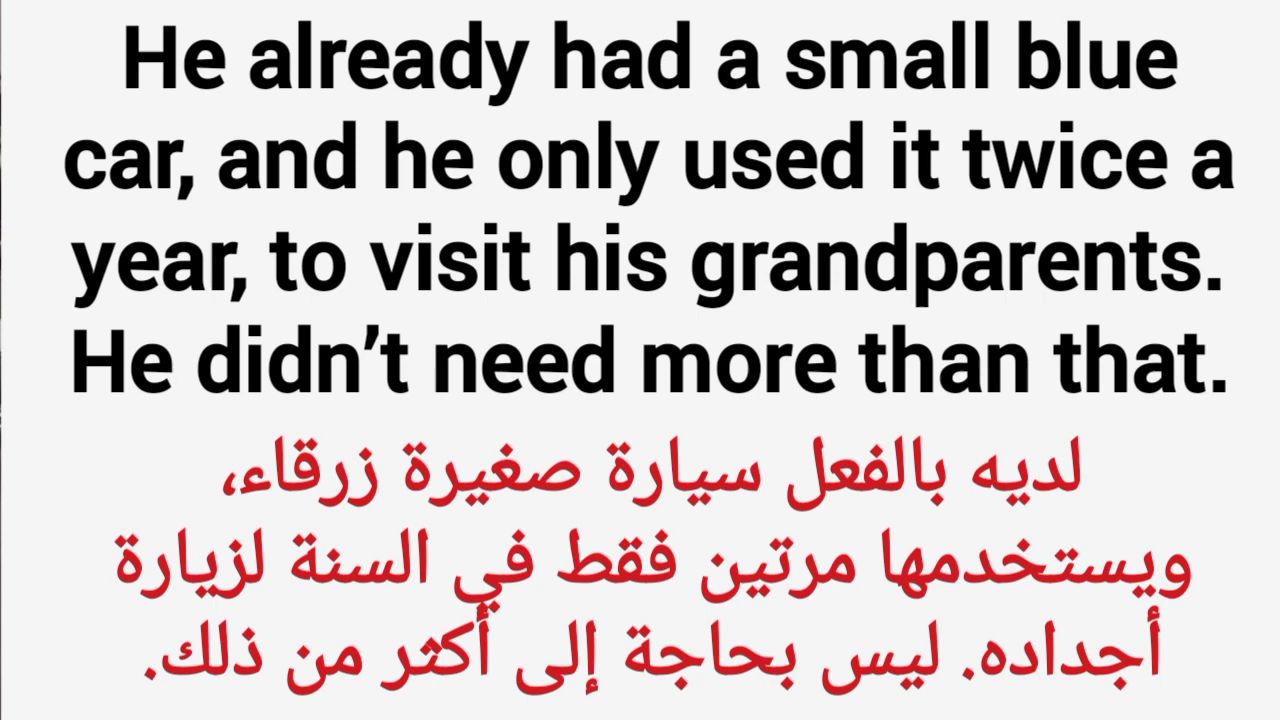 He already had a small blue
car, and he only used it twice a
year, to visit his grandparents.
He didn’t need more than that.
لديه بالفعل سيارة صغيرة زرقاء،
ويستخدمها مرتين فقط في السنة لزيارة
أجداده. ليس بحاجة إلى أكثر من ذلك.